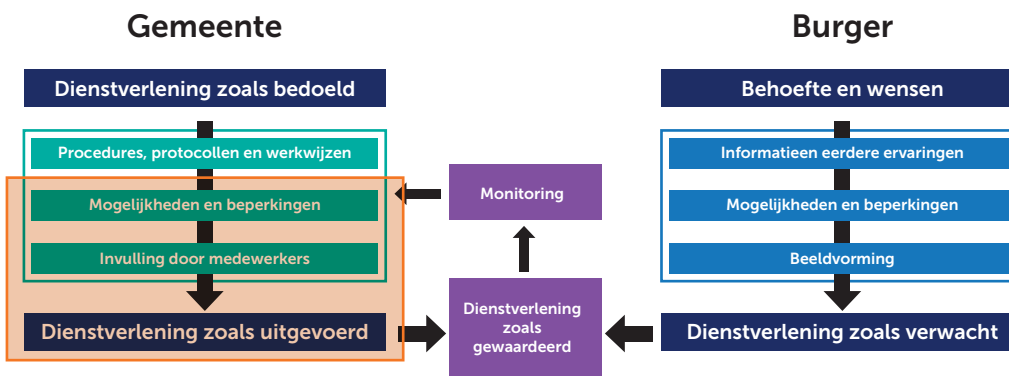 Gemeente
Burger
Dienstverlening zoals bedoeld
Behoefte en wensen
Procedures, protocollen en werkwijzen
Informatieen eerdere ervaringen
Mogelijkheden en beperkingen
Monitoring
Mogelijkheden en beperkingen
Invulling door medewerkers
Beeldvorming
Dienstverlening zoals uitgevoerd
Dienstverlening
zoals
gewaardeerd
Dienstverlening zoals verwacht